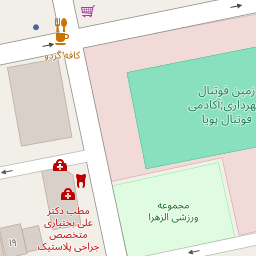 کافه گردو
زمین فوتبال
شهرداری;آکادمی
فوتبال پویا
مجموعه
ورزشی الزهرا
مطب دکتر
علی بختیاری
متخصص
جراحی پلاستیک
۱۹